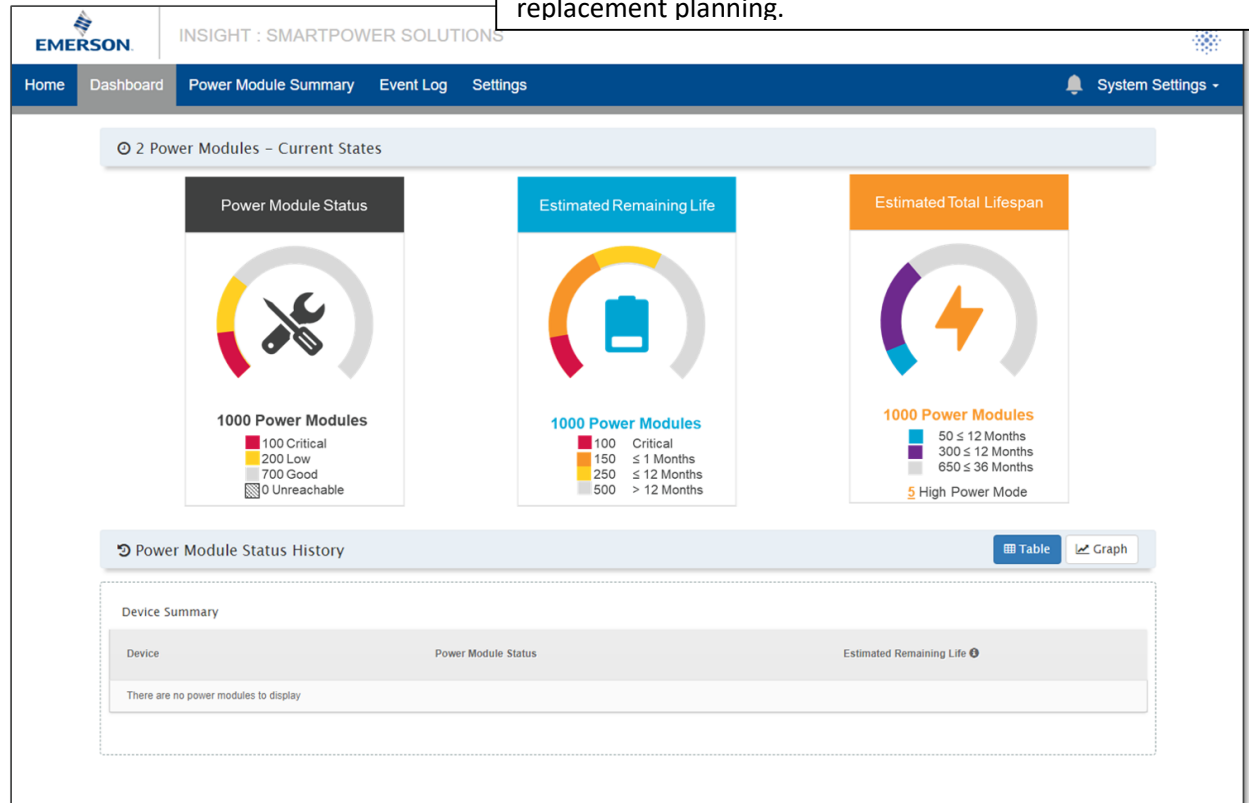 replacement planning.
EMERSON.
INSIGHT : SMARTPOWER SOLUTIONS
Home Dashboard Power Module Summary Event Log Settings System Settings
2 Power Modules – Current States
Power Module Status
1000 Power Modules
100 Critical
200 Low
700 Good
0 Unreachable
Estimated Remaining Life
1000 Power Modules
100 Critical
150 ≤ 1 Months
250 ≤ 12 Months
500 > 12 Months
Estimated Total Lifespan
1000 Power Modules
50 ≤ 12 Months
300 ≤ 12 Months
650 ≤ 36 Months
5 High Power Mode
Power Module Status History
Table Graph
Device Summary
Device Power Module Status Estimated Remaining Life
There are no power modules to display